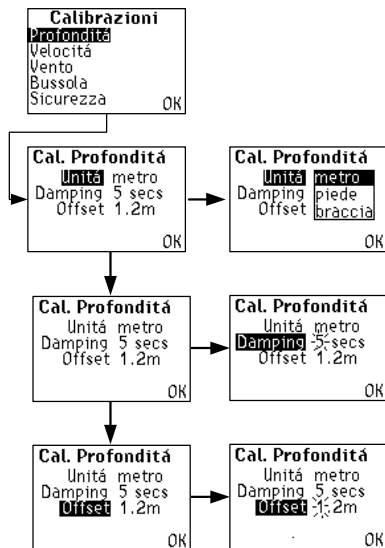 Calibrazioni
Profonditá
Velocitá
Vento
Bussola
Sicurezza
OK
Cal. Profonditá
Unitá metro
Damping 5 secs
Offset 1.2m
OK
Cal. Profonditá
Unitá metro
Damping piede
Offset braccia
OK
Cal. Profonditá
Unitá metro
Damping 5 secs
Offset 1.2m
OK
Cal. Profonditá
Unitá metro
Damping 5 secs
Offset 1.2m
OK
Cal. Profonditá
Unitá metro
Damping 5 secs
Offset 1.2m
OK
Cal. Profonditá
Unitá metro
Damping 5 secs
Offset 1.2m
OK